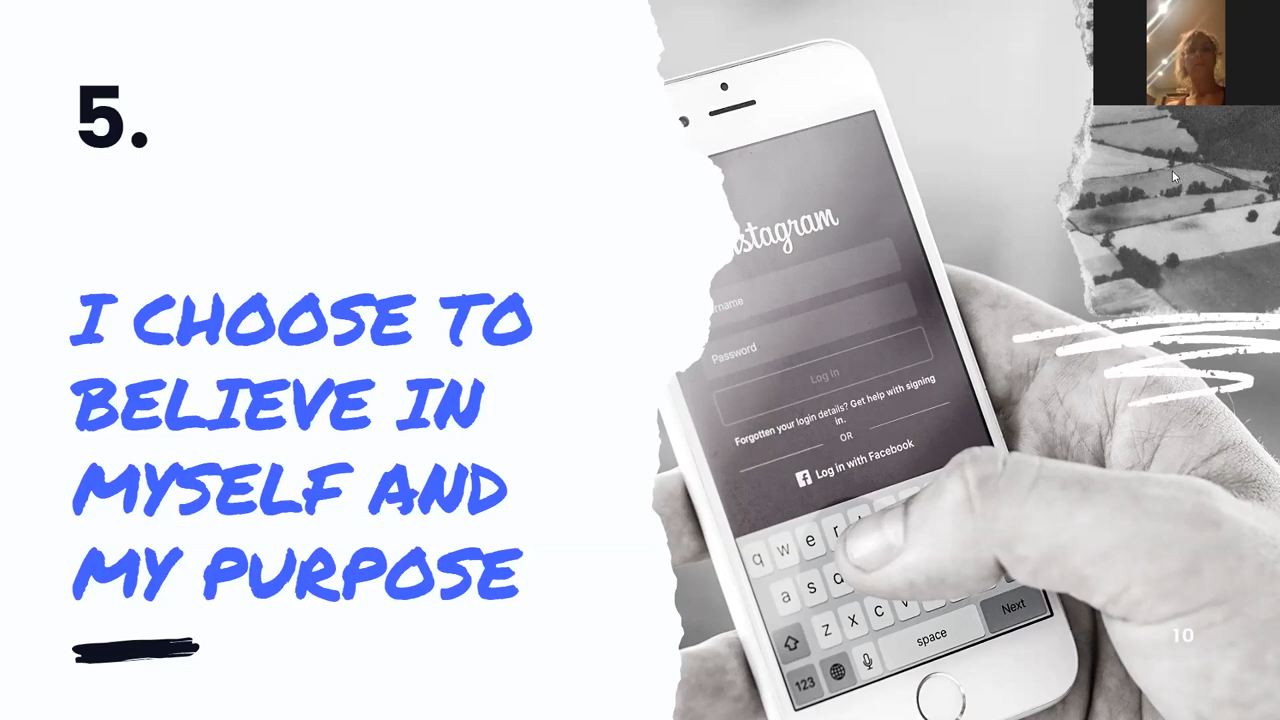 5.
I CHOOSE TO
BELIEVE IN
MYSELF AND
MY PURPOSE
Password
Log In
Forgotten your login details? Get help with signing
in.
OR
Log in with Facebook
q w e r
a s d
z x c v
123 space Next
10